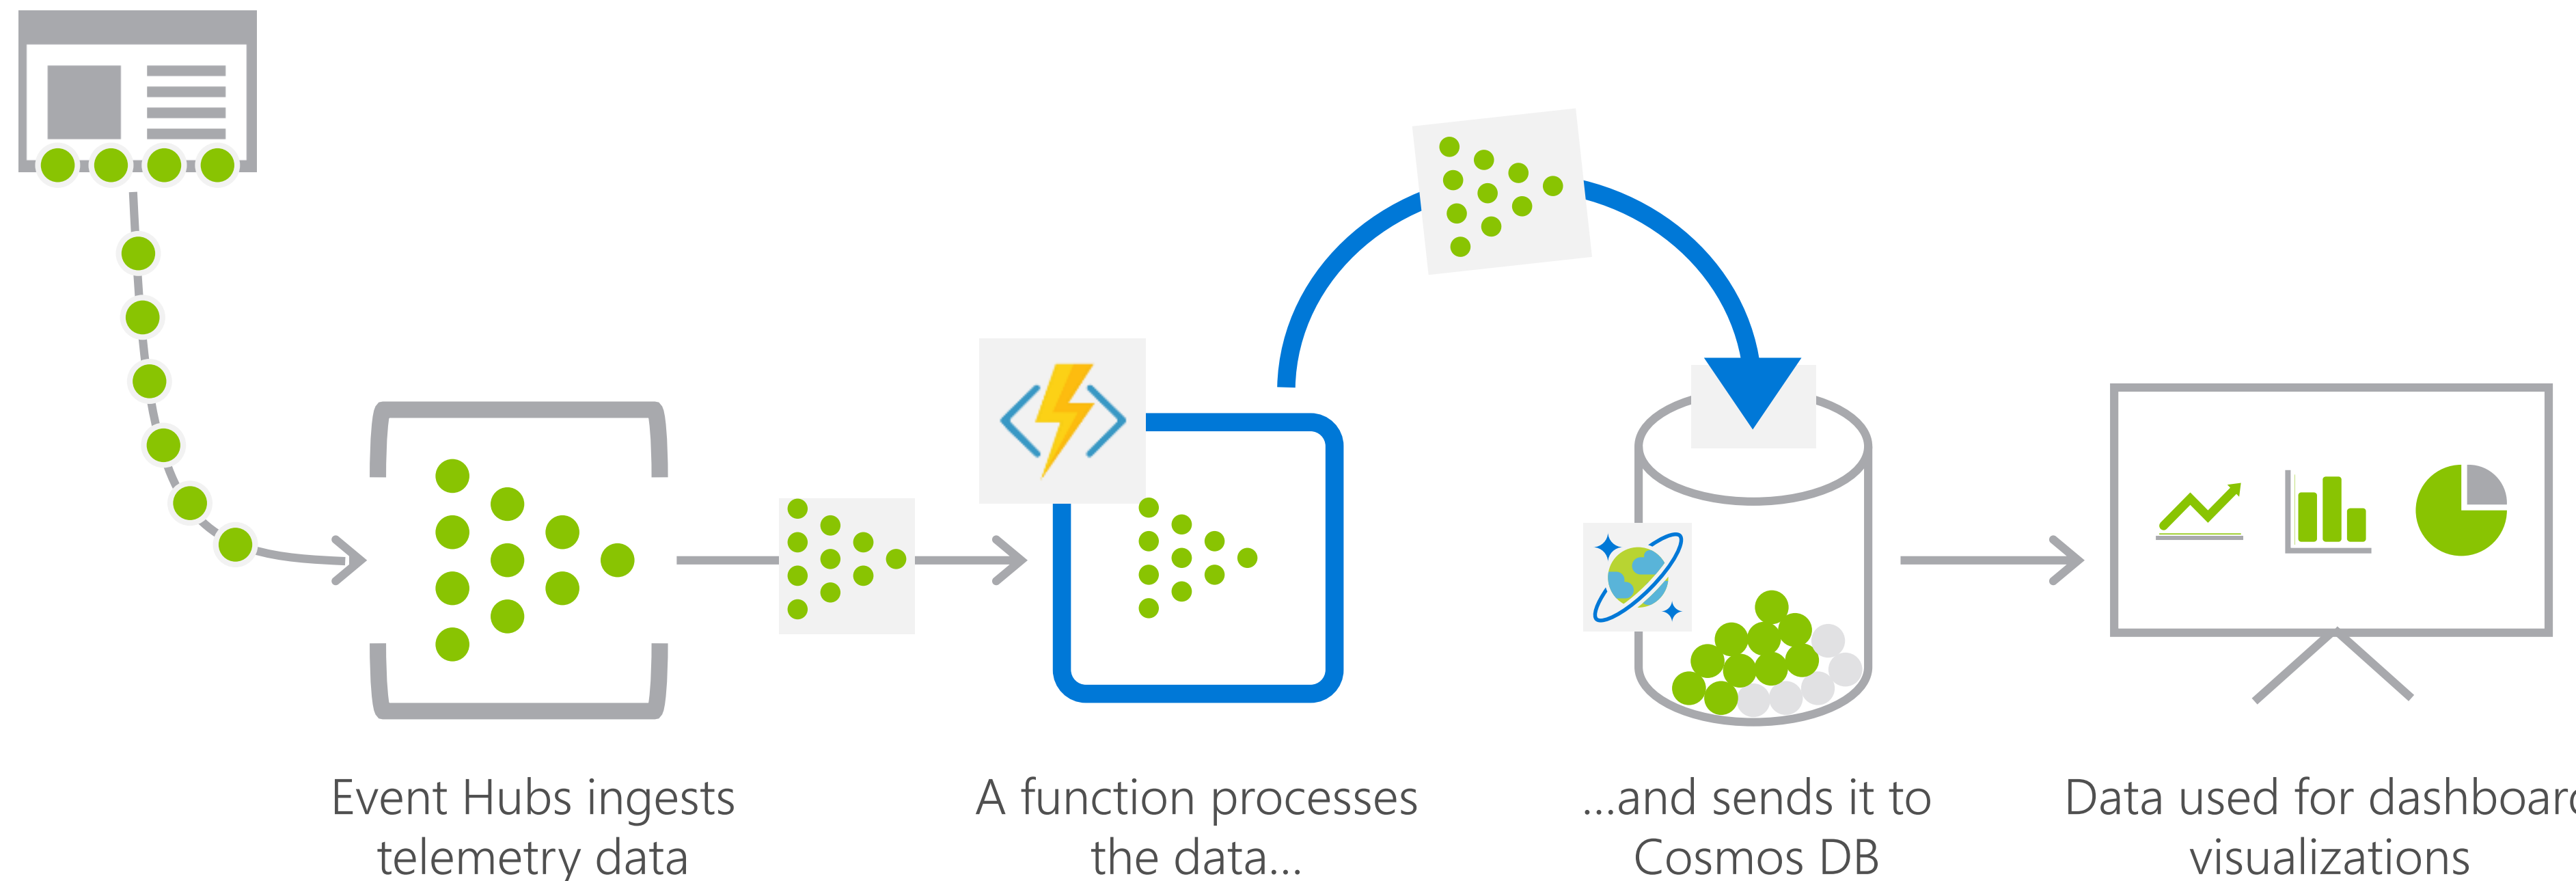 Event Hubs ingests
telemetry data
A function processes
the data...
...and sends it to
Cosmos DB
Data used for dashboard
visualizations